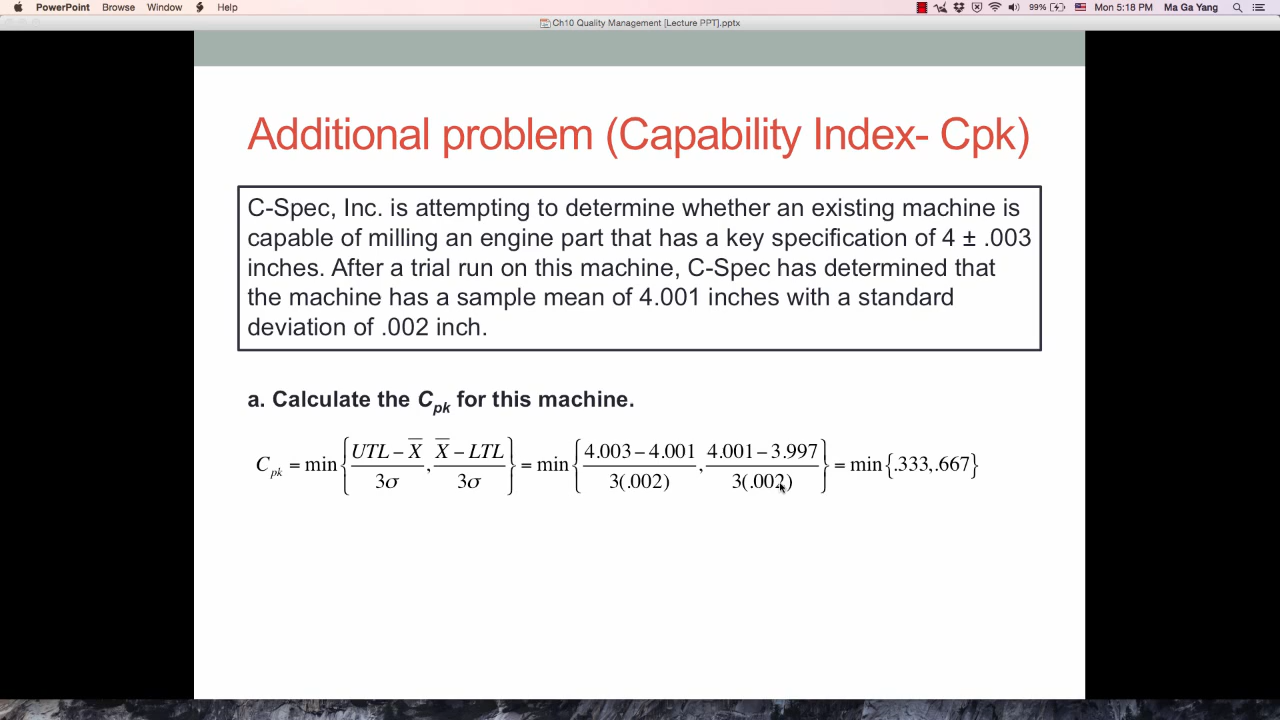 PowerPoint Browse Window Help 99% Mon 5:18 PM Ma Ga Yang
Ch10 Quality Management [Lecture PPT].pptx
Additional problem (Capability Index- Cpk)
C-Spec, Inc. is attempting to determine whether an existing machine is
capable of milling an engine part that has a key specification of 4 ± .003
inches. After a trial run on this machine, C-Spec has determined that
the machine has a sample mean of 4.001 inches with a standard
deviation of .002 inch.
a. Calculate the Cpk for this machine.
C_pk = min{(UTL − X̅)/3σ, (X̅ − LTL)/3σ} = min{(4.003 − 4.001)/3(.002), (4.001 − 3.997)/3(.002)} = min{.333,.667}